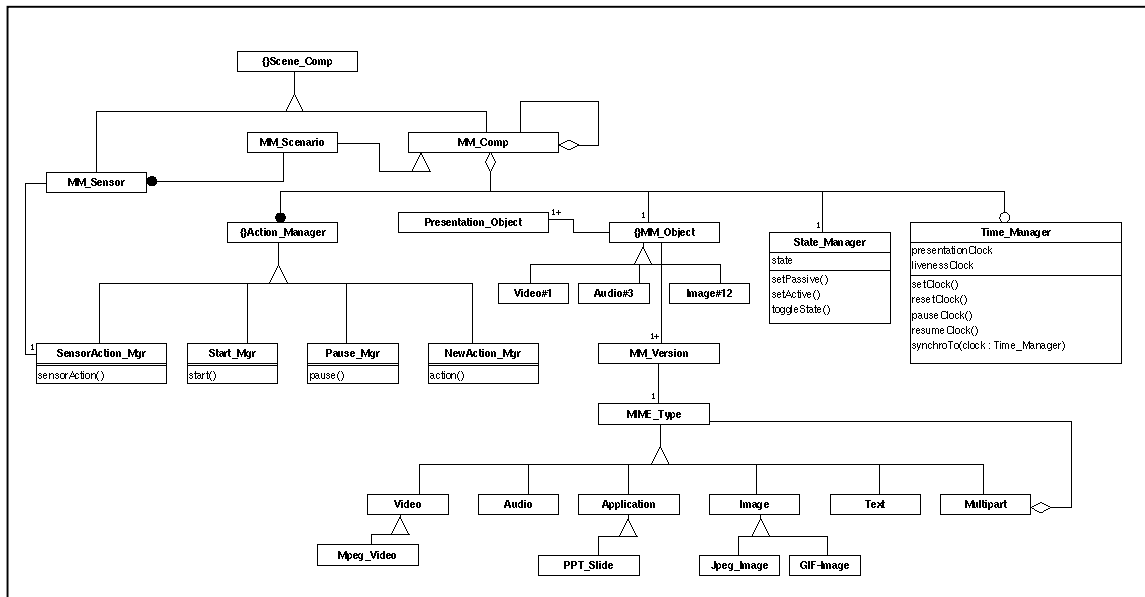 {}Scene_Comp
MM_Scenario
MM_Comp
MM_Sensor
{}Action_Manager
Presentation_Object
1+
1
{}MM_Object
1
State_Manager
state
setPassive()
setActive()
toggleState()
Time_Manager
presentationClock
livenessClock
setClock()
resetClock()
pauseClock()
resumeClock()
synchroTo(clock : Time_Manager)
Video#1
Audio#3
Image#12
1
SensorAction_Mgr
sensorAction()
Start_Mgr
start()
Pause_Mgr
pause()
NewAction_Mgr
action()
1+
MM_Version
1
MIME_Type
Video
Audio
Application
Image
Text
Multipart
Mpeg_Video
PPT_Slide
Jpeg_Image
GIF-Image